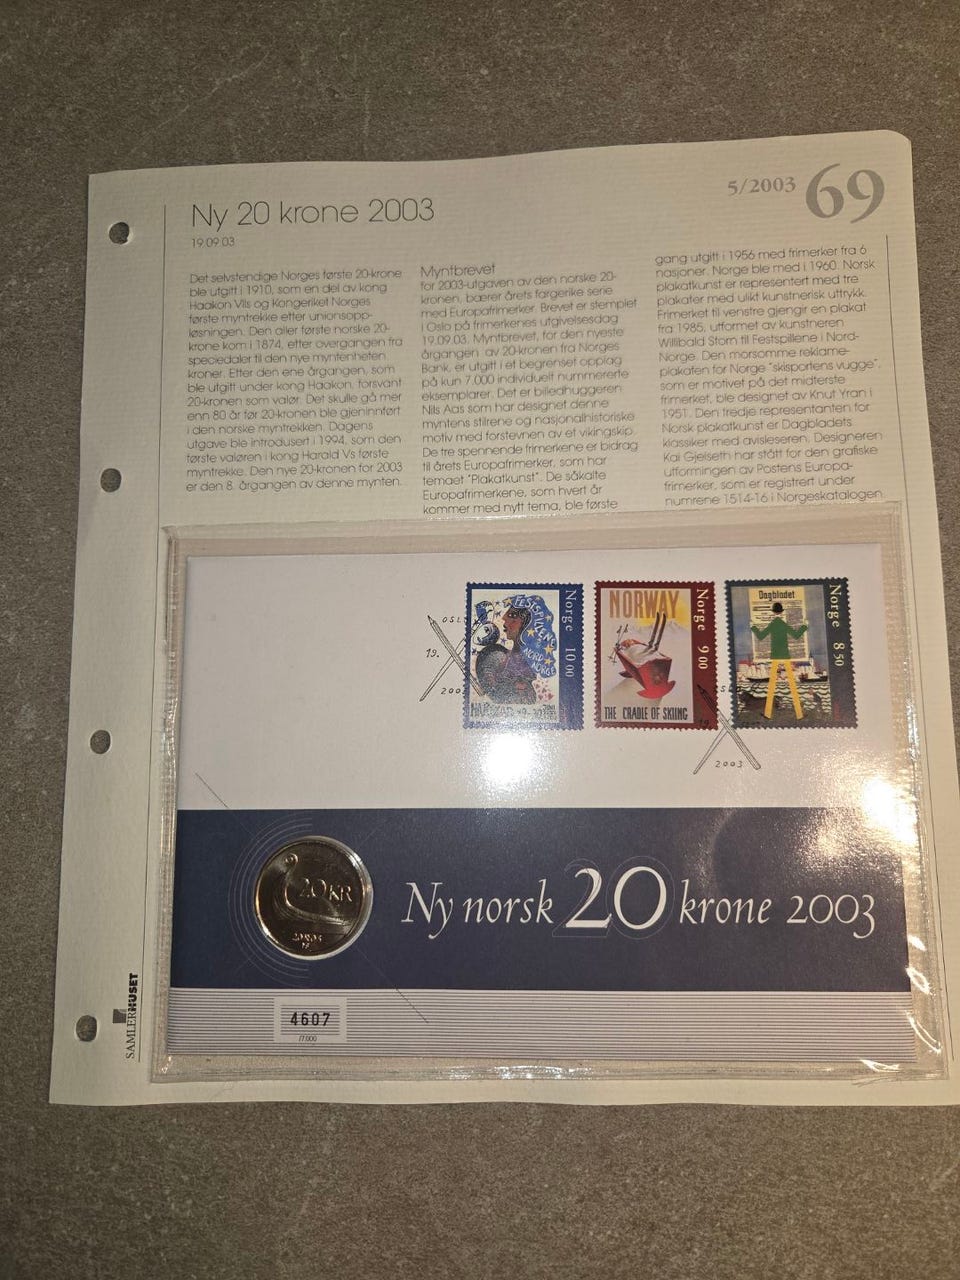 5/2003 69
Ny 20 krone 2003
19.09.03
Det selvstendige Norges første 20-krone
ble utgitt i 1910, som en del av kong
Haakon VIIs og Kongeriket Norges
første myntrekke etter unionsopp-
løsningen. Den aller første norske 20-
krone kom i 1874, etter overgangen fra
speciedaler til den nye myntenheten
kroner. Etter den ene årgangen, som
ble utgitt under kong Haakon, forsvant
20-kronen som valør. Det skulle gå mer
enn 80 år før 20-kronen ble gjeninnført
i den norske myntrekken. Dagens
utgave ble introdusert i 1994, som den
første valøren i kong Harald Vs første
myntrekke. Den nye 20-kronen for 2003
er den 8. årgangen av denne mynten.
Myntbrevet
for 2003-utgaven av den norske 20-
kronen, bærer årets fargerike serie
med Europafrimerker. Brevet er stemplet
i Oslo på frimerkenes utgivelsesdag
19.09.03. Myntbrevet, for den nyeste
årgangen av 20-kronen fra Norges
Bank, er utgitt i et begrenset opplag
på kun 7.000 individuelt nummererte
eksemplarer. Det er billedhuggeren
Nils Aas som har designet denne
myntens stilrene og nasjonalhistoriske
motiv med forstevnen av et vikingskip.
De tre spennende frimerkene er bidrag
til årets Europafrimerker, som har
temaet "Plakatkunst". De såkalte
Europafrimerkene, som hvert år
kommer med nytt tema, ble første
gang utgitt i 1956 med frimerker fra 6
nasjoner. Norge ble med i 1960. Norsk
plakatkunst er representert med tre
plakater med ulikt kunstnerisk uttrykk.
Frimerket til venstre gjengir en plakat
fra 1985, utformet av kunstneren
Willibald Storn til Festspillene i Nord-
Norge. Den morsomme reklame-
plakaten for Norge "skisportens vugge",
som er motivet på det midterste
frimerket, ble designet av Knut Yran i
1951. Den tredje representanten for
Norsk plakatkunst er Dagbladets
klassiker med avisleseren. Designeren
Kai Gjelseth har stått for den grafiske
utformingen av Postens Europa-
frimerker, som er registrert under
numrene 1514-16 i Norgeskatalogen.
OSL
19.
2003
FESTSPILLENE
NORD
NORGE
Norge 10 00
NORWAY
THE CRADLE OF SKIING
Norge 9 00
Dagbladet
Norge 8 50
19
2003
20 KR
2003
Ny norsk 20 krone 2003
4607
/7.000
SAMLERHUSET